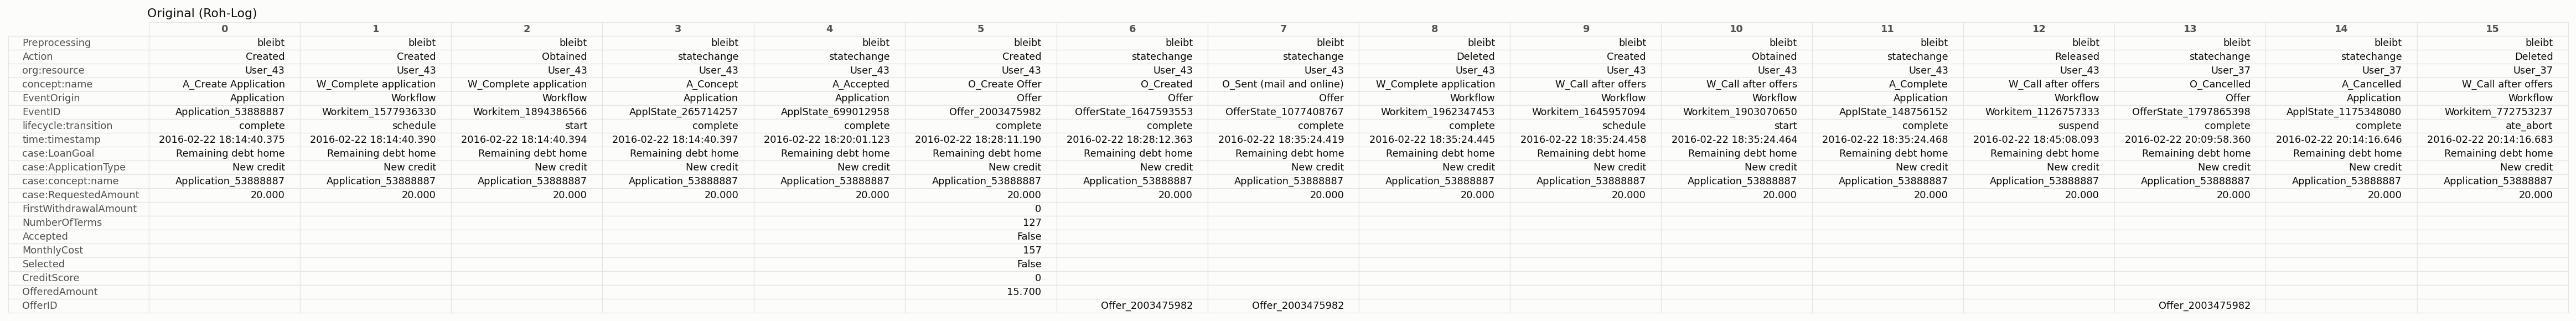 Original (Roh-Log)
0 1 2 3 4 5 6 7 8 9 10 11 12 13 14 15
Preprocessing bleibt bleibt bleibt bleibt bleibt bleibt bleibt bleibt bleibt bleibt bleibt bleibt bleibt bleibt bleibt bleibt
Action Created Created Obtained statechange statechange Created statechange statechange Deleted Created Obtained statechange Released statechange statechange Deleted
org:resource User_43 User_43 User_43 User_43 User_43 User_43 User_43 User_43 User_43 User_43 User_43 User_43 User_43 User_37 User_37 User_37
concept:name A_Create Application W_Complete application W_Complete application A_Concept A_Accepted O_Create Offer O_Created O_Sent (mail and online) W_Complete application W_Call after offers W_Call after offers A_Complete W_Call after offers O_Cancelled A_Cancelled W_Call after offers
EventOrigin Application Workflow Workflow Application Application Offer Offer Offer Workflow Workflow Workflow Application Workflow Offer Application Workflow
EventID Application_53888887 Workitem_1577936330 Workitem_1894386566 ApplState_265714257 ApplState_699012958 Offer_2003475982 OfferState_1647593553 OfferState_1077408767 Workitem_1962347453 Workitem_1645957094 Workitem_1903070650 ApplState_148756152 Workitem_1126757333 OfferState_1797865398 ApplState_1175348080 Workitem_772753237
lifecycle:transition complete schedule start complete complete complete complete complete complete schedule start complete suspend complete complete ate_abort
time:timestamp 2016-02-22 18:14:40.375 2016-02-22 18:14:40.390 2016-02-22 18:14:40.394 2016-02-22 18:14:40.397 2016-02-22 18:20:01.123 2016-02-22 18:28:11.190 2016-02-22 18:28:12.363 2016-02-22 18:35:24.419 2016-02-22 18:35:24.445 2016-02-22 18:35:24.458 2016-02-22 18:35:24.464 2016-02-22 18:35:24.468 2016-02-22 18:45:08.093 2016-02-22 20:09:58.360 2016-02-22 20:14:16.646 2016-02-22 20:14:16.683
case:LoanGoal Remaining debt home Remaining debt home Remaining debt home Remaining debt home Remaining debt home Remaining debt home Remaining debt home Remaining debt home Remaining debt home Remaining debt home Remaining debt home Remaining debt home Remaining debt home Remaining debt home Remaining debt home Remaining debt home
case:ApplicationType New credit New credit New credit New credit New credit New credit New credit New credit New credit New credit New credit New credit New credit New credit New credit New credit
case:concept:name Application_53888887 Application_53888887 Application_53888887 Application_53888887 Application_53888887 Application_53888887 Application_53888887 Application_53888887 Application_53888887 Application_53888887 Application_53888887 Application_53888887 Application_53888887 Application_53888887 Application_53888887 Application_53888887
case:RequestedAmount 20.000 20.000 20.000 20.000 20.000 20.000 20.000 20.000 20.000 20.000 20.000 20.000 20.000 20.000 20.000 20.000
FirstWithdrawalAmount 0
NumberOfTerms 127
Accepted False
MonthlyCost 157
Selected False
CreditScore 0
OfferedAmount 15.700
OfferID Offer_2003475982 Offer_2003475982 Offer_2003475982